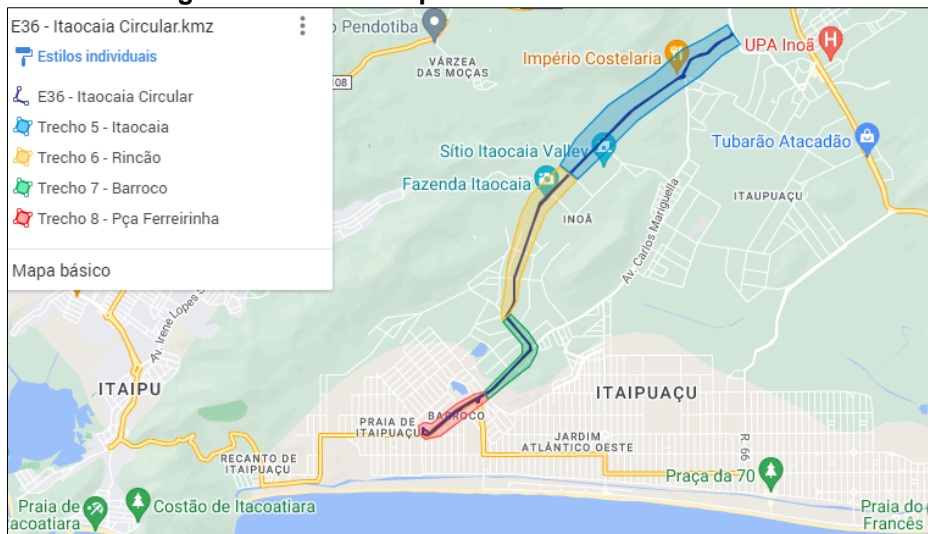 E36 - Itaocaia Circular.kmz
Estilos individuais
E36 - Itaocaia Circular
Trecho 5 - Itaocaia
Trecho 6 - Rincão
Trecho 7 - Barroco
Trecho 8 - Pça Ferreirinha
Mapa básico
Pendotiba
VÁRZEA
DAS MOÇAS
108
Império Costelaria
UPA Inoã
Tubarão Atacadão
Sítio Itaocaia Valley
Fazenda Itaocaia
INOÃ
ITAUPUAÇU
Av. Carlos Mariguella
Av. Irene Lopes S
ITAIPU
ITAIPUAÇU
PRAIA DE
ITAIPUAÇU
BARROCO
JARDIM
ATLÂNTICO OESTE
R. 66
RECANTO DE
ITAIPUAÇU
Praça da 70
Praia de
acoatiara
Costão de Itacoatiara
Praia do
Francês